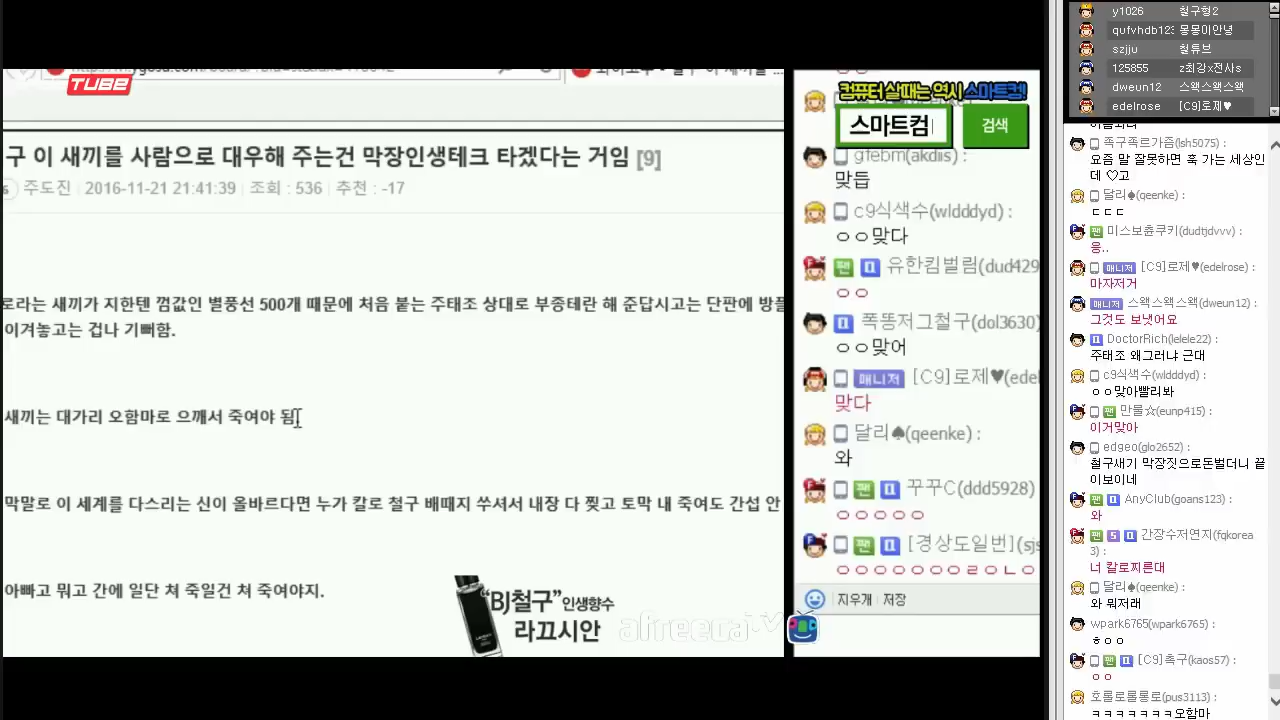 TUBE
구 이 새끼를 사람으로 대우해 주는건 막장인생테크 타겠다는 거임 [9]
주도진 2016-11-21 21:41:39 조회 : 536 추천 : -17
로라는 새끼가 지한텐 껌값인 별풍선 500개 때문에 처음 붙는 주태조 상대로 부종테란 해 준답시고는 단판에 방플
이겨놓고는 겁나 기뻐함.
새끼는 대가리 오함마로 으깨서 죽여야 됨
막말로 이 세계를 다스리는 신이 올바르다면 누가 칼로 철구 배때지 쑤셔서 내장 다 찢고 토막 내 죽여도 간섭 안
아빠고 뭐고 간에 일단 쳐 죽일건 쳐 죽여야지.
“BJ철구”인생향수
라끄시안
afreecaTV
컴퓨터 살때는 역시 스마트컴!
스마트컴
검색
gfebm(akdiis) :
맞듭
c9식색수(wldddyd) :
ㅇㅇ맞다
팬 유한킴벌림(dud429
ㅇㅇ
폭똥저그철구(dol3630)
ㅇㅇ맞어
매니저 [C9]로제♥(ede
맞다
달리♠(qeenke) :
와
팬 꾸꾸C(ddd5928)
ㅇㅇㅇㅇㅇ
팬 [경상도일번](sjs
ㅇㅇㅇㅇㅇㅇㅇㄹㅇㄴㅇ
지우개 저장
y1026 철구형2
qufvhdb123 몽몽이안녕
szjju 철튜브
125855 z최강x전사s
dweun12 스왝스왝스왝
edelrose [C9]로제♥
족구족르가즘(lsh5075) :
요즘 말 잘못하면 훅 가는 세상인
데 ♡고
달리♠(qeenke) :
ㄷㄷㄷ
팬 미스보흠쿠키(dudtjdvvv) :
응..
매니저 [C9]로제♥(edelrose) :
마자저거
매니저 스왝스왝스왝(dweun12) :
그것도 보냇어요
DoctorRich(lelele22) :
주태조 왜그러냐 근대
c9식색수(wldddyd) :
ㅇㅇ맞아빨리봐
팬 만롤☆(eunp415) :
이거맞아
edgeo(glo2652) :
철구새기 막장짓으로돈벌더니 끝
이보이네
팬 AnyClub(goans123) :
와
팬 5 간장수저연지(fqkorea
3) :
너 칼로찌른대
달리♠(qeenke) :
와 뭐저래
wpark6765(wpark6765) :
ㅎㅇㅇ
팬 [C9]촉구(kaos57) :
ㅇㅇ
호롤로롤롱로(pus3113) :
ㅋㅋㅋㅋㅋㅋㅋ오함마